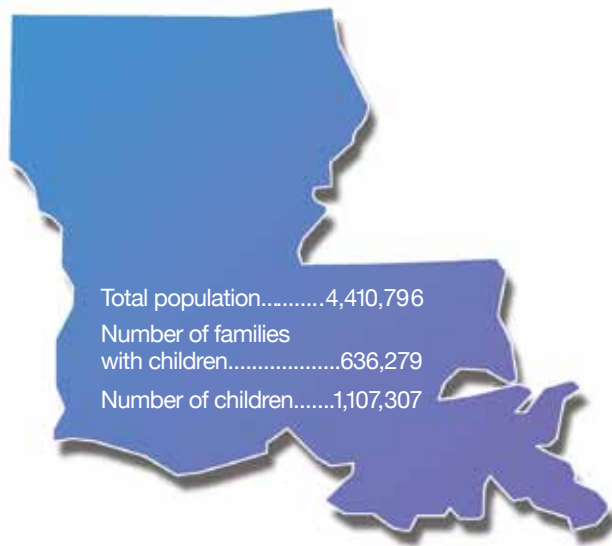 Total population...........4,410,796
Number of families
with children...................636,279
Number of children.......1,107,307